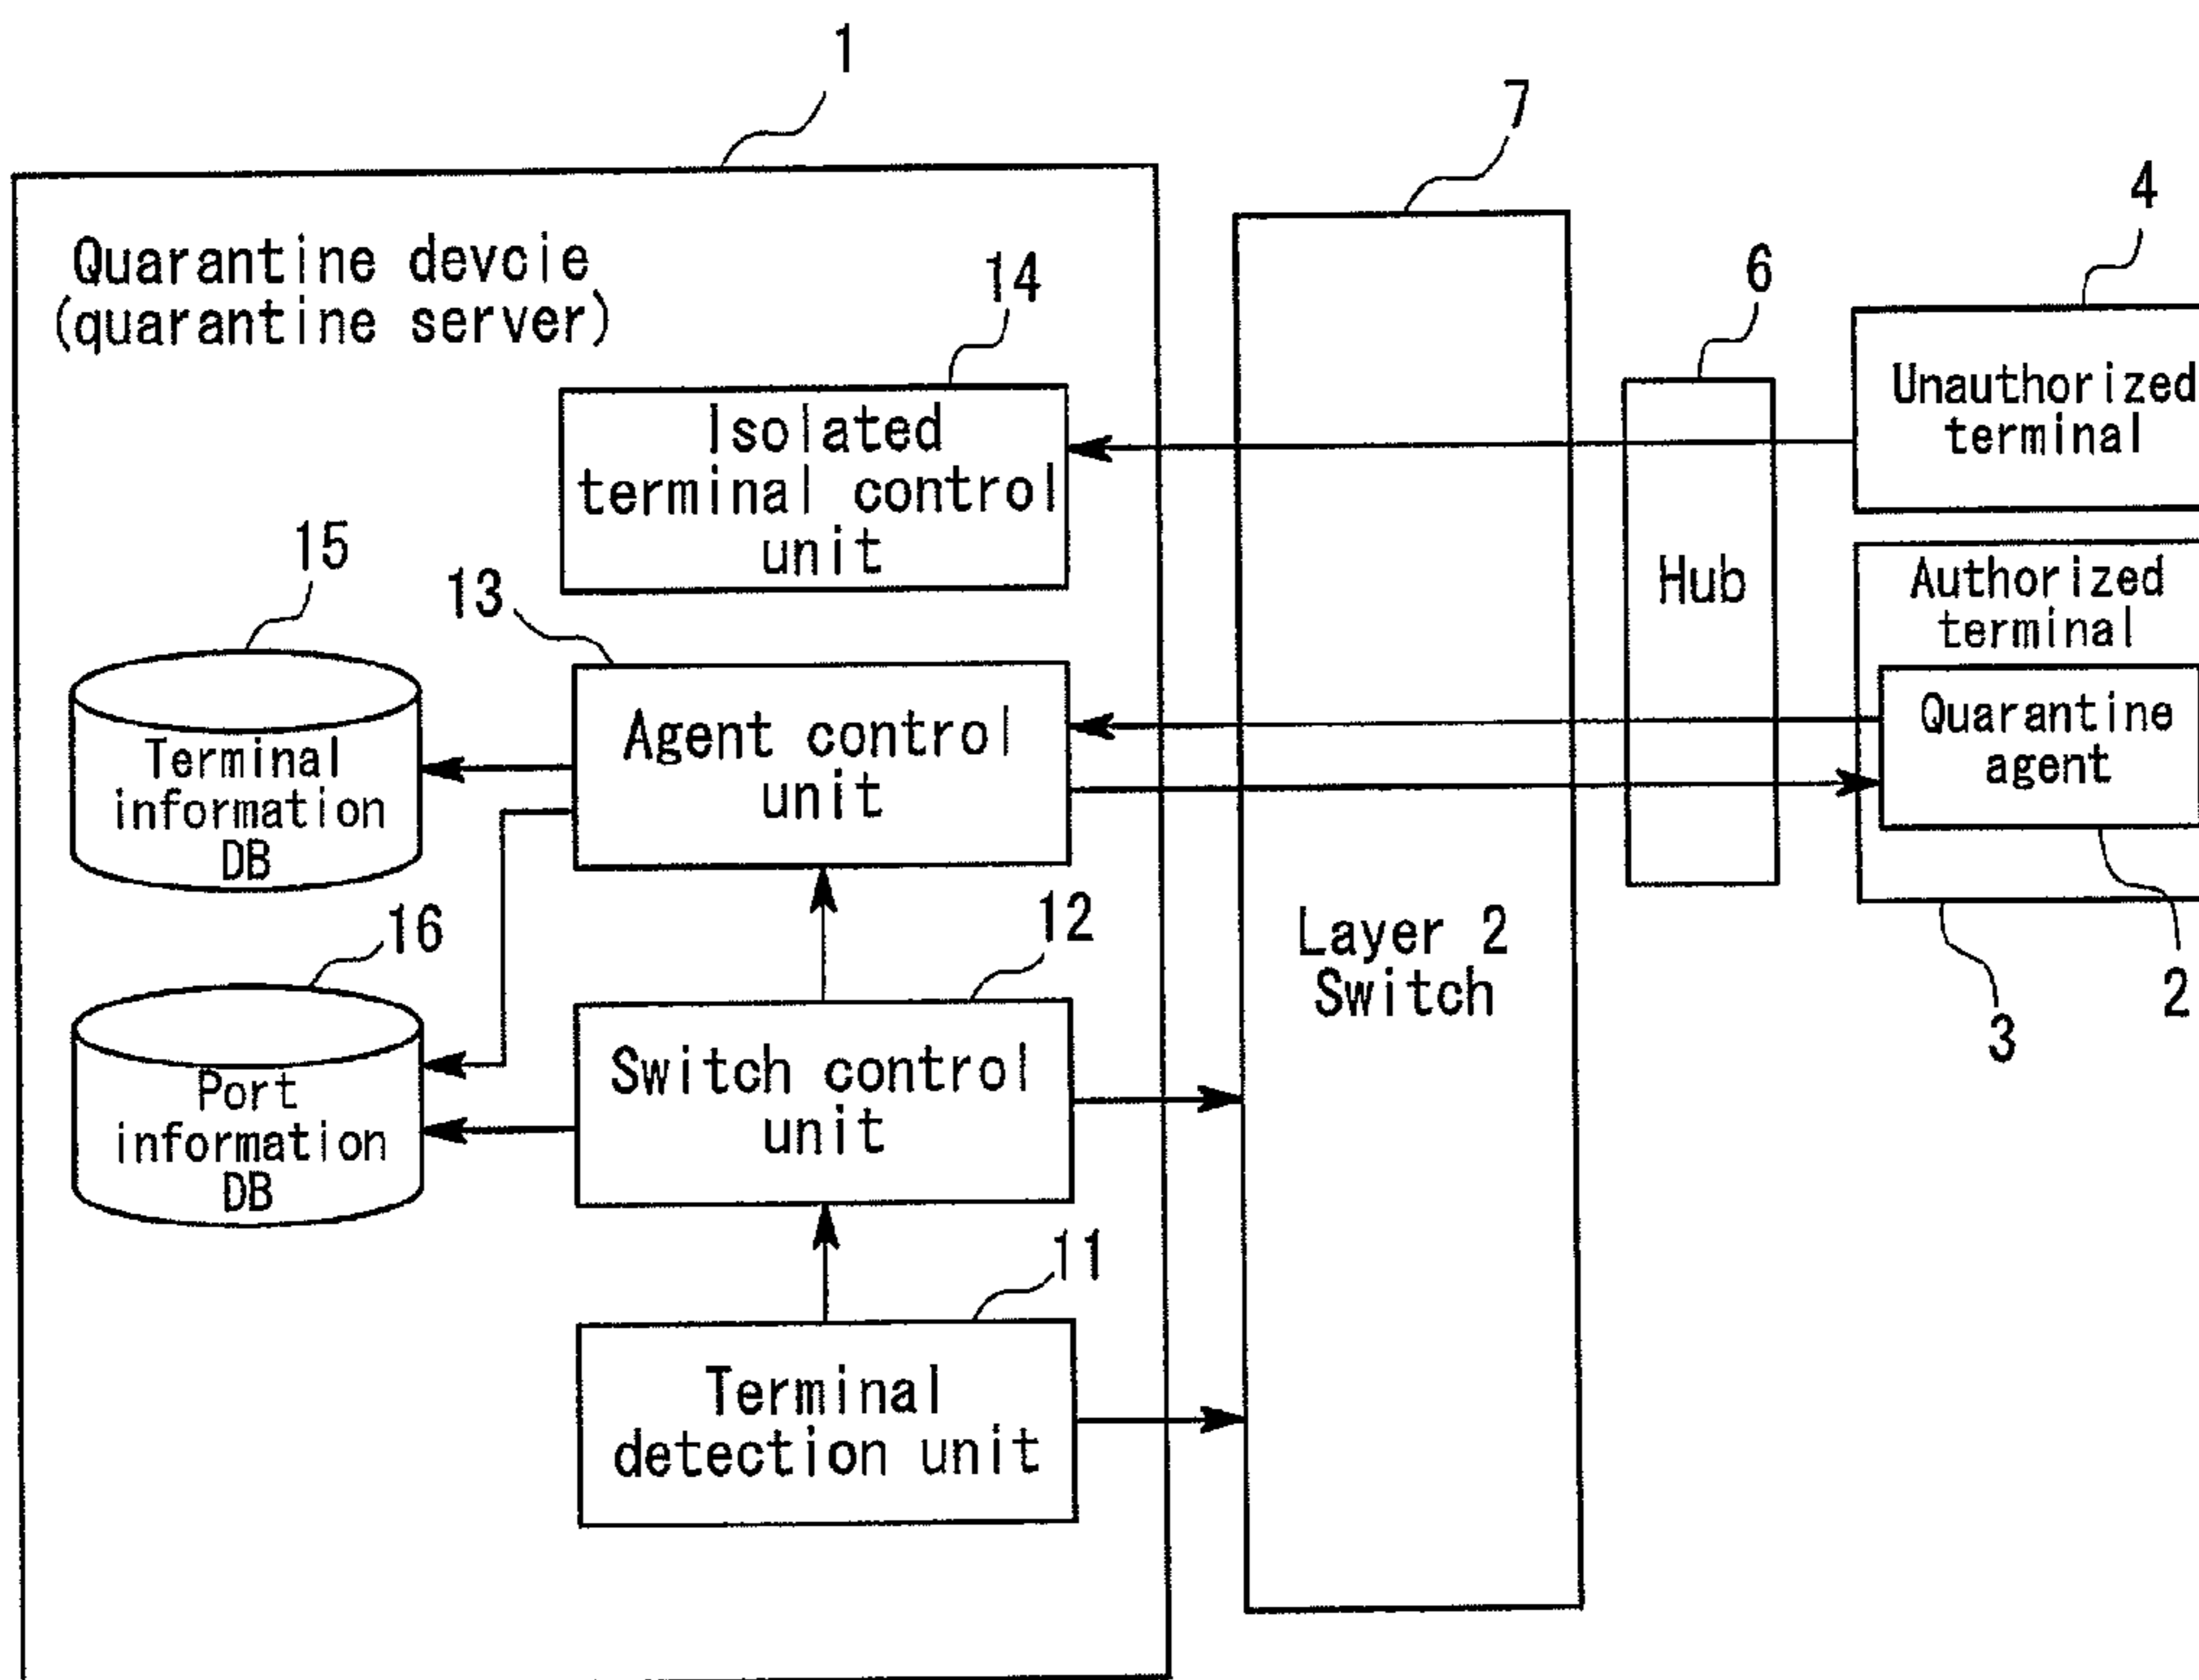 1
7
4
Quarantine devcie
(quarantine server)
14
6
Isolated
terminal control
unit
Unauthorized
terminal
15
13
Hub
Authorized
terminal
Terminal
information
DB
Agent control
unit
Quarantine
agent
16
12
Layer 2
Switch
2
3
Port
information
DB
Switch control
unit
11
Terminal
detection unit